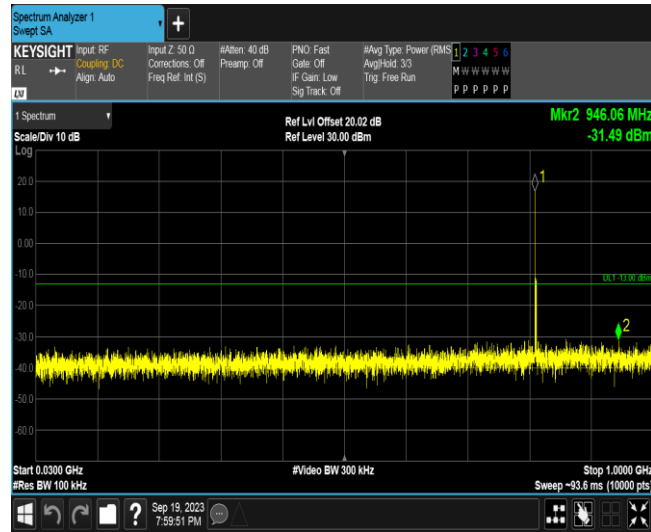 Spectrum Analyzer 1
Swept SA
+
KEYSIGHT
RL
LXI
Input: RF
Coupling: DC
Align: Auto
Input Z: 50 Ω
Corrections: Off
Freq Ref: Int (S)
#Atten: 40 dB
Preamp: Off
PNO: Fast
Gate: Off
IF Gain: Low
Sig Track: Off
#Avg Type: Power (RMS
Avg|Hold: 3/3
Trig: Free Run
1 2 3 4 5 6
M W W W W W
P P P P P P
1 Spectrum
Scale/Div 10 dB
Log
Ref Lvl Offset 20.02 dB
Ref Level 30.00 dBm
Mkr2 946.06 MHz
-31.49 dBm
1
20.0
10.0
0.00
-10.0
DL1 -13.00 dBm
-20.0
2
-30.0
-40.0
-50.0
-60.0
Start 0.0300 GHz
#Res BW 100 kHz
#Video BW 300 kHz
Stop 1.0000 GHz
Sweep ~93.6 ms (10000 pts)
?
Sep 19, 2023
7:59:51 PM